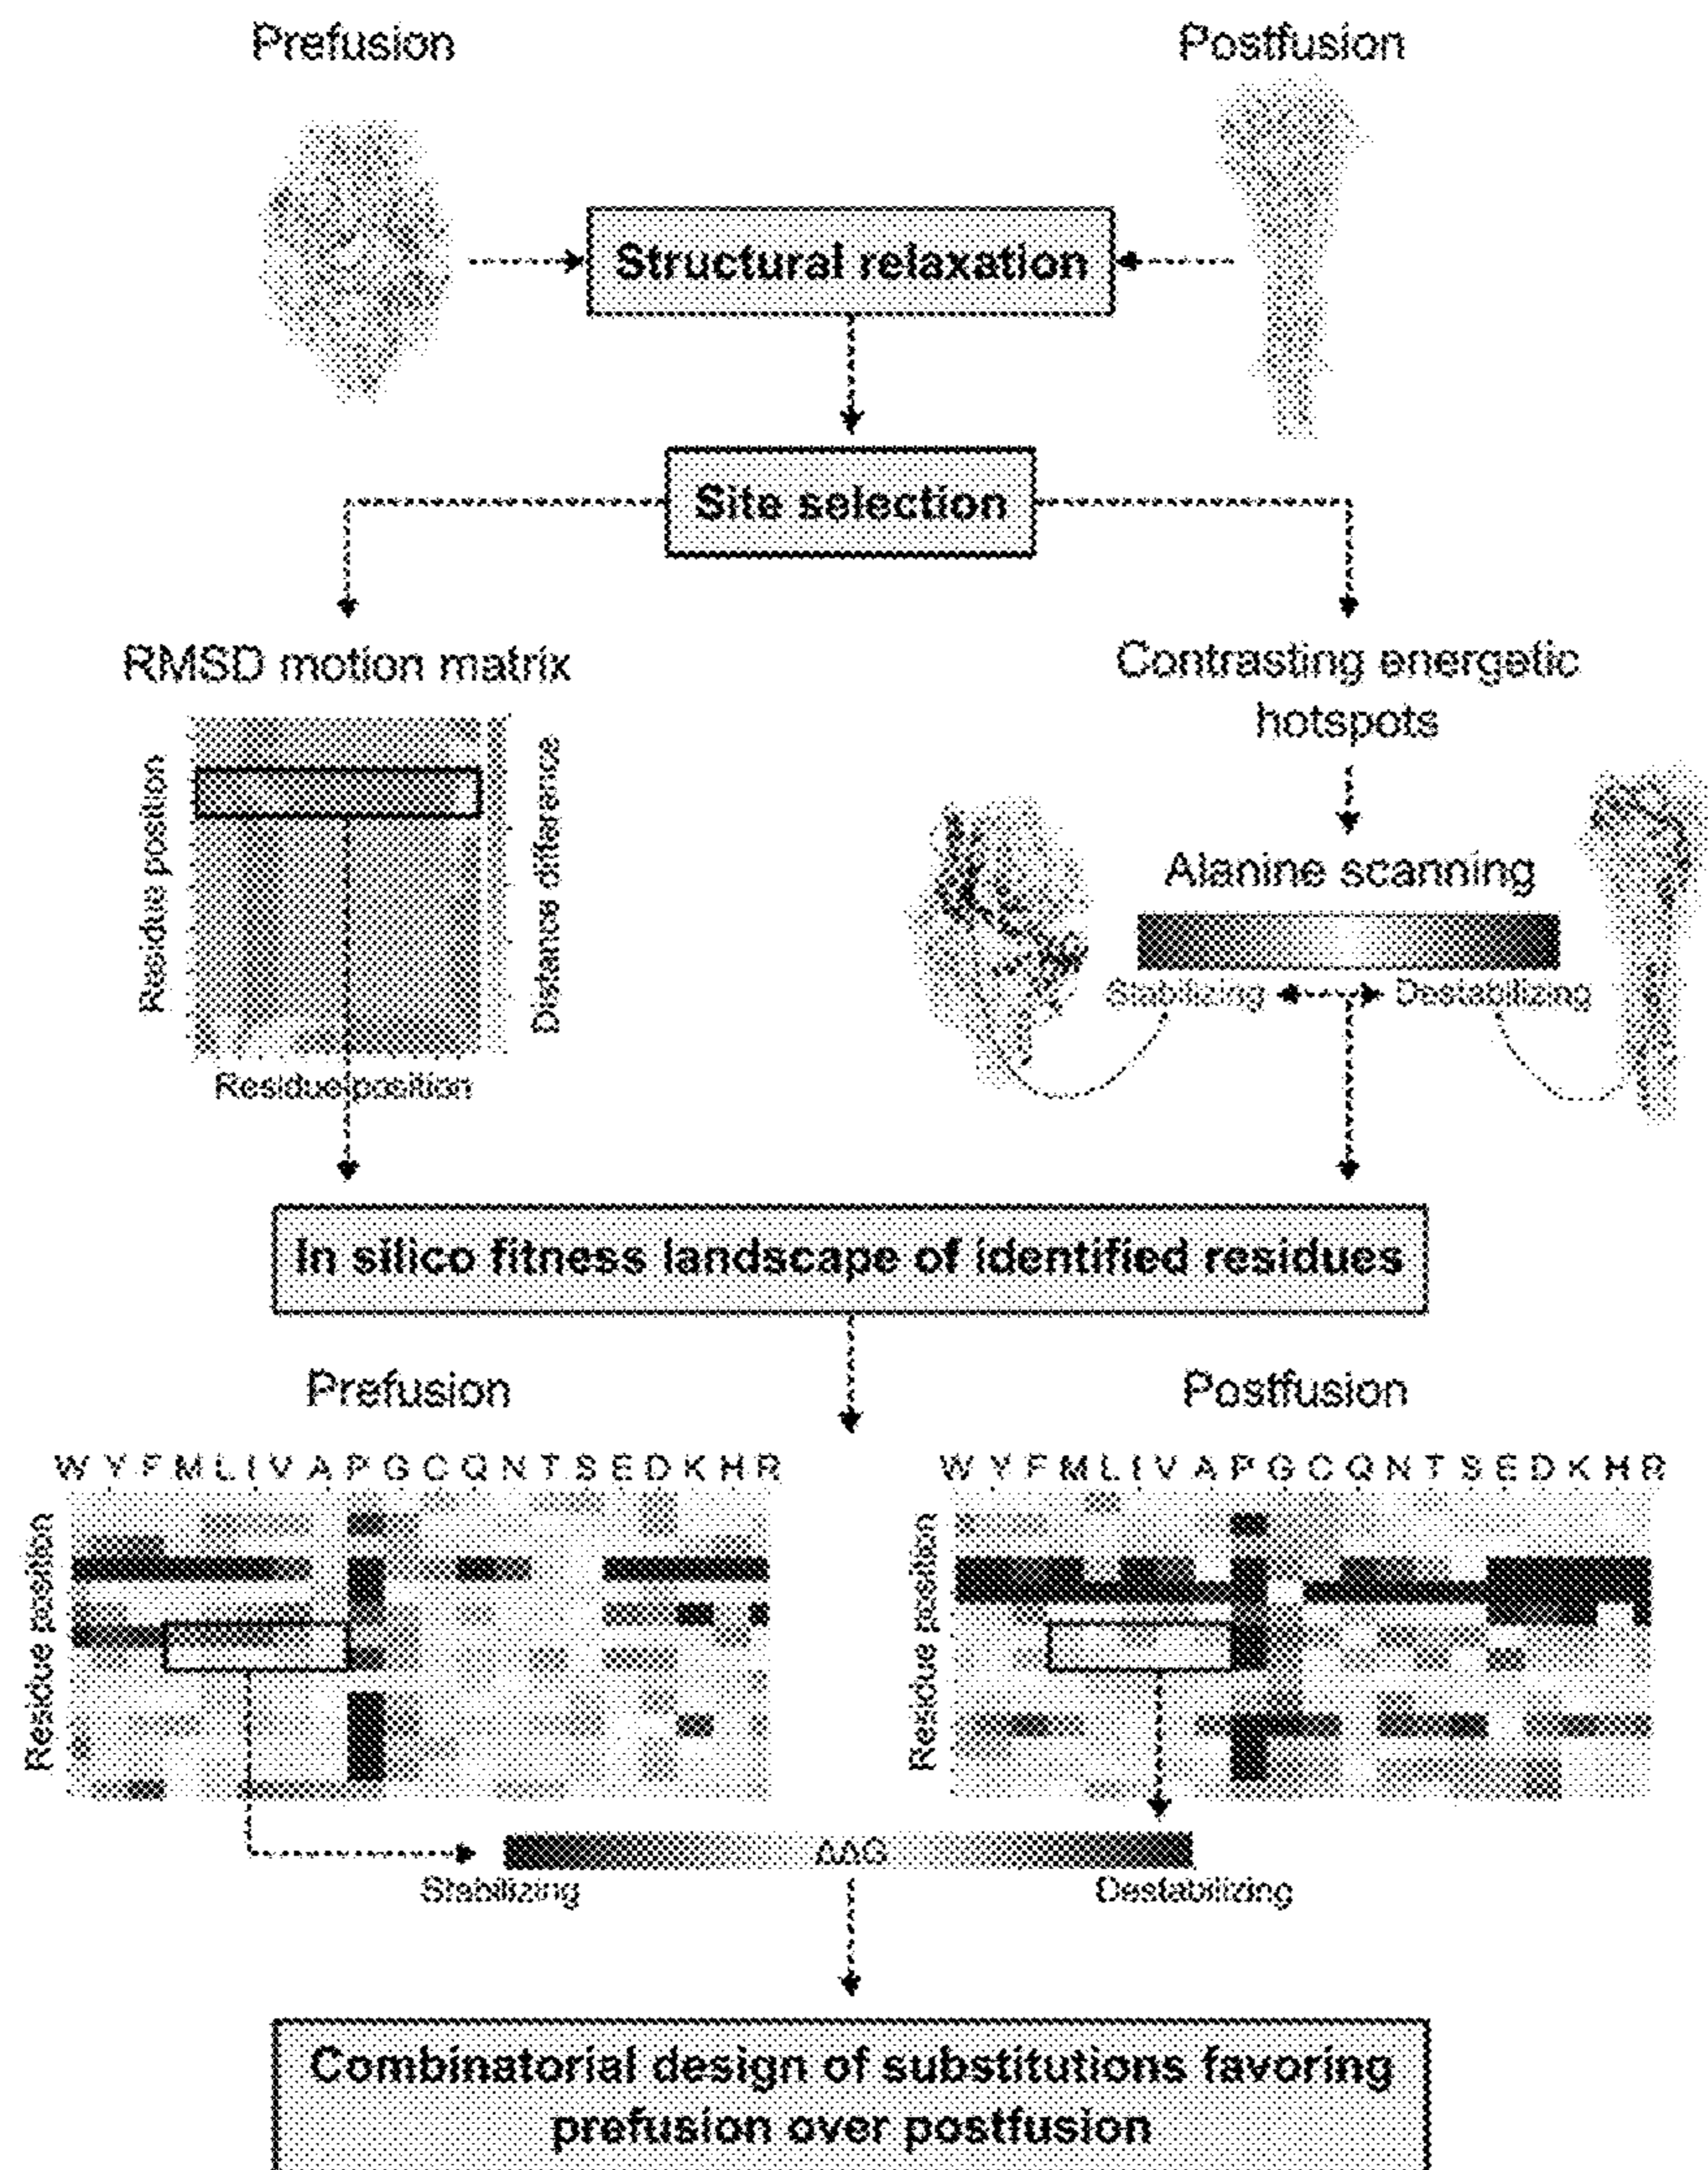 Prefusion
Postfusion
Structural relaxation
Site selection
RMSD motion matrix
Contrasting energetic
hotspots
Residue position
Distance difference
Residue position
Alanine scanning
Stabilizing
Destabilizing
In silico fitness landscape of identified residues
Prefusion
Postfusion
W Y F M L I V A P G C Q N T S E D K H R
W Y F M L I V A P G C Q N T S E D K H R
Residue position
Residue position
ΔΔG
Stabilizing
Destabilizing
Combinatorial design of substitutions favoring
prefusion over postfusion